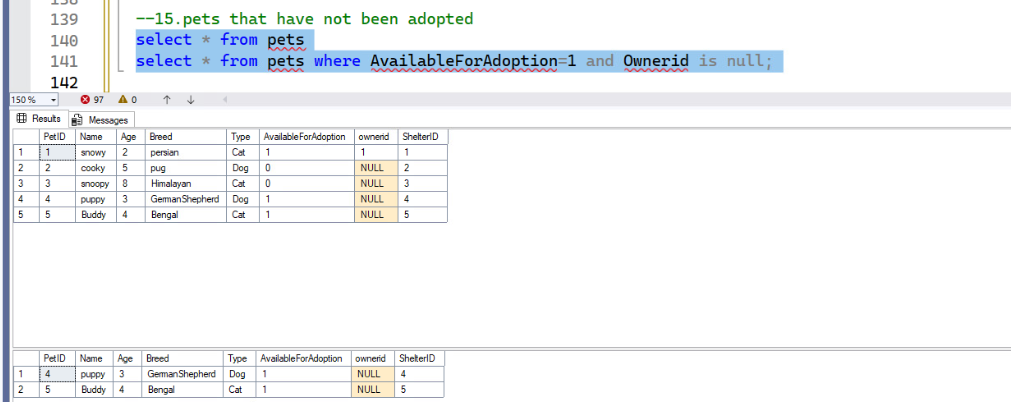 139 --15.pets that have not been adopted
140 select * from pets
141 select * from pets where AvailableForAdoption=1 and Ownerid is null;
142
150 % 97 0
Results Messages
PetID Name Age Breed Type AvailableForAdoption ownerid ShelterID
1 1 snowy 2 persian Cat 1 1 1
2 2 cooky 5 pug Dog 0 NULL 2
3 3 snoopy 8 Himalayan Cat 0 NULL 3
4 4 puppy 3 GermanShepherd Dog 1 NULL 4
5 5 Buddy 4 Bengal Cat 1 NULL 5
PetID Name Age Breed Type AvailableForAdoption ownerid ShelterID
1 4 puppy 3 GermanShepherd Dog 1 NULL 4
2 5 Buddy 4 Bengal Cat 1 NULL 5